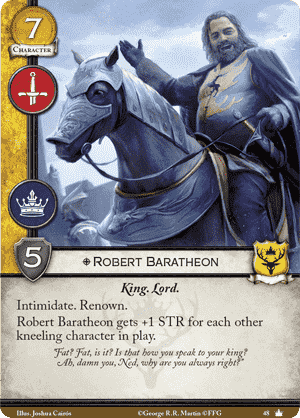 7
Character
5
Robert Baratheon
King. Lord.
Intimidate. Renown.
Robert Baratheon gets +1 STR for each other
kneeling character in play.
Fat? Fat, is it? Is that how you speak to your king?
Ah, damn you, Ned, why are you always right?
Illus. Joshua Cairós
©George R.R. Martin ©FFG
48